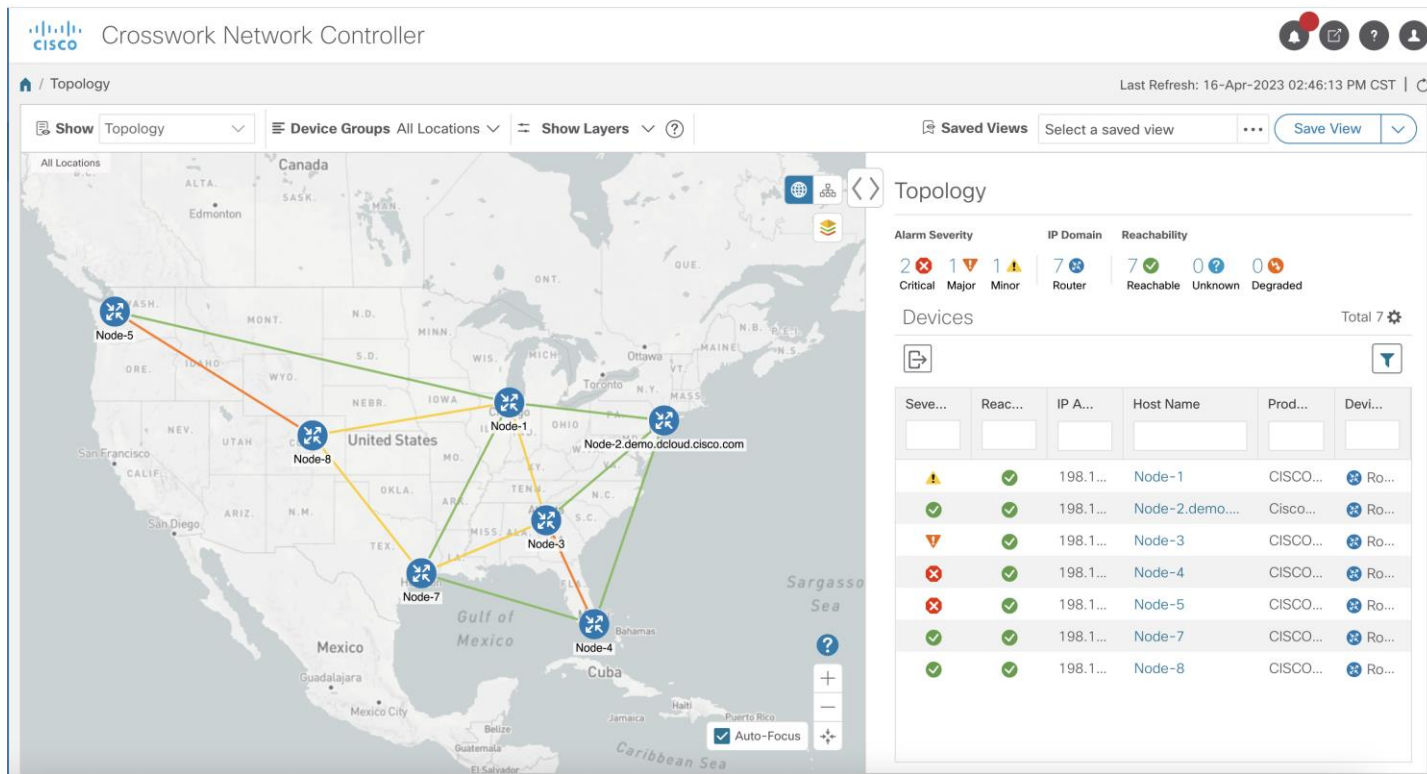 CISCO Crosswork Network Controller
/ Topology
Last Refresh: 16-Apr-2023 02:46:13 PM CST |
Show Topology Device Groups All Locations Show Layers ?
Saved Views Select a saved view ... Save View
All Locations
Canada
ALTA.
SASK.
MAN.
Edmonton
ONT.
QUE.
WASH.
Node-5
MONT.
N.D.
MINN.
N.B.
P.E.I.
MAINE
N.S.
ORE.
IDAHO
WYO.
S.D.
WIS.
MICH.
Ottawa
VT.
Toronto
N.Y.
MASS.
NEBR.
IOWA
Node-1
OHIO
PA.
NEV.
UTAH
United States
Node-8
Node-2.demo.dcloud.cisco.com
San Francisco
CALIF.
MO.
KY.
VA.
OKLA.
ARK.
TENN.
N.C.
San Diego
ARIZ.
N.M.
MISS.
ALA.
S.C.
Node-3
TEX.
LA.
Node-7
FLA.
Sargasso
Sea
Gulf of
Mexico
Node-4
Bahamas
Mexico
Guadalajara
Cuba
Mexico City
Haiti
Jamaica
Puerto Rico
Belize
Guatemala
El Salvador
Caribbean Sea
?
+
−
Auto-Focus
Topology
Alarm Severity IP Domain Reachability
2 1 1 7 7 0 0
Critical Major Minor Router Reachable Unknown Degraded
Devices Total 7
Seve... Reac... IP A... Host Name Prod... Devi...
198.1... Node-1 CISCO... Ro...
198.1... Node-2.demo.... Cisco... Ro...
198.1... Node-3 CISCO... Ro...
198.1... Node-4 CISCO... Ro...
198.1... Node-5 CISCO... Ro...
198.1... Node-7 CISCO... Ro...
198.1... Node-8 CISCO... Ro...